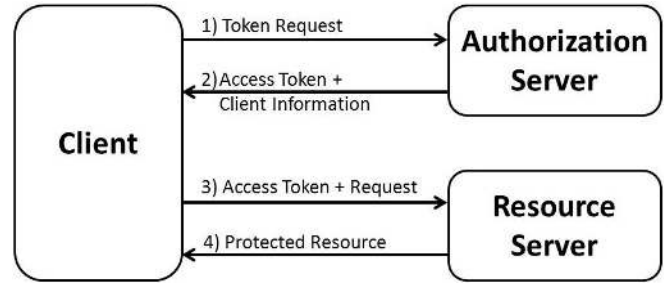 1) Token Request
Authorization
Server
2) Access Token +
Client Information
Client
3) Access Token + Request
Resource
Server
4) Protected Resource